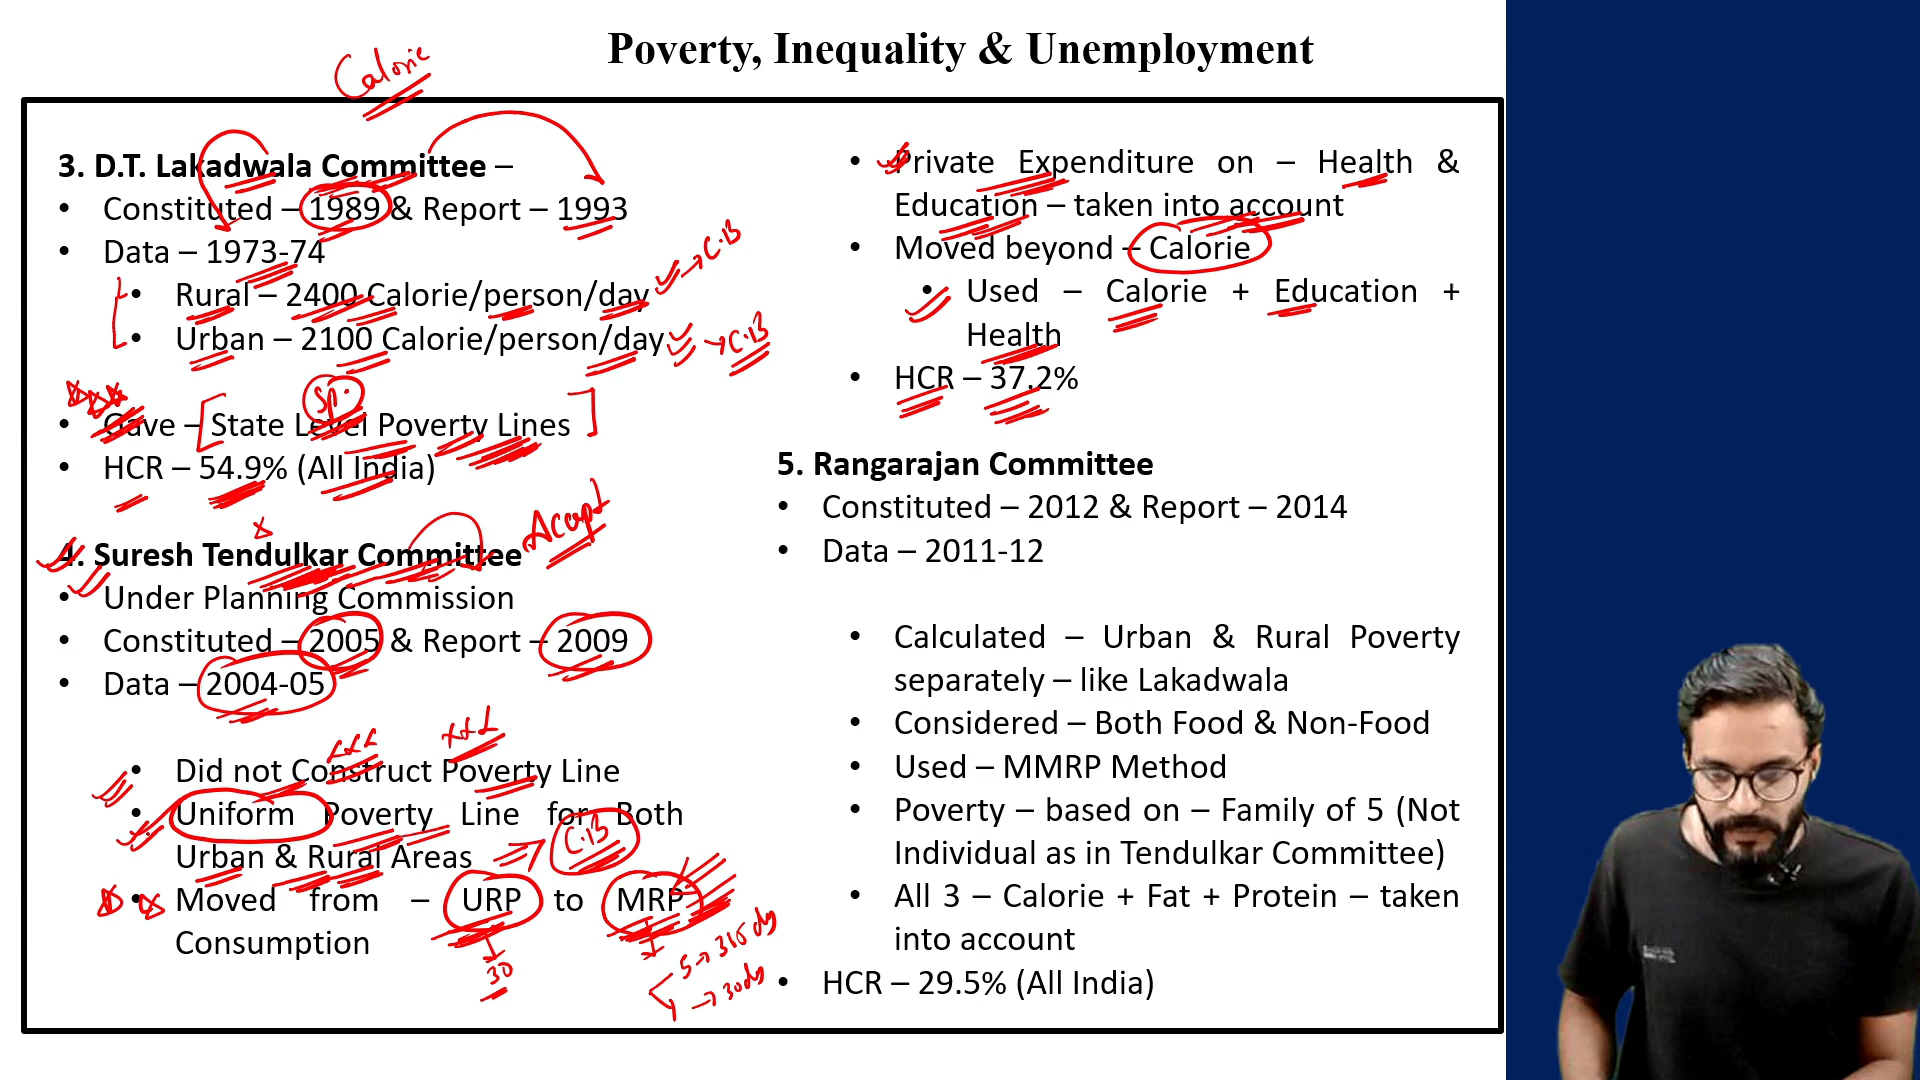 Poverty, Inequality & Unemployment
Calorie
3. D.T. Lakadwala Committee –
• Constituted – 1989 & Report – 1993
• Data – 1973-74
• Rural – 2400 Calorie/person/day → C.B
• Urban – 2100 Calorie/person/day → C.B
Sp.
• Gave – [State Level Poverty Lines]
• HCR – 54.9% (All India)
Accept
4. Suresh Tendulkar Committee
• Under Planning Commission
• Constituted – 2005 & Report – 2009
• Data – 2004-05
• Did not Construct Poverty Line
• Uniform Poverty Line for Both
Urban & Rural Areas
C.B
• Moved from – URP to MRP
Consumption
30
5 → 365 dy
→ 30 dy
• Private Expenditure on – Health &
Education – taken into account
• Moved beyond – Calorie
• Used – Calorie + Education +
Health
• HCR – 37.2%
5. Rangarajan Committee
• Constituted – 2012 & Report – 2014
• Data – 2011-12
• Calculated – Urban & Rural Poverty
separately – like Lakadwala
• Considered – Both Food & Non-Food
• Used – MMRP Method
• Poverty – based on – Family of 5 (Not
Individual as in Tendulkar Committee)
• All 3 – Calorie + Fat + Protein – taken
into account
• HCR – 29.5% (All India)